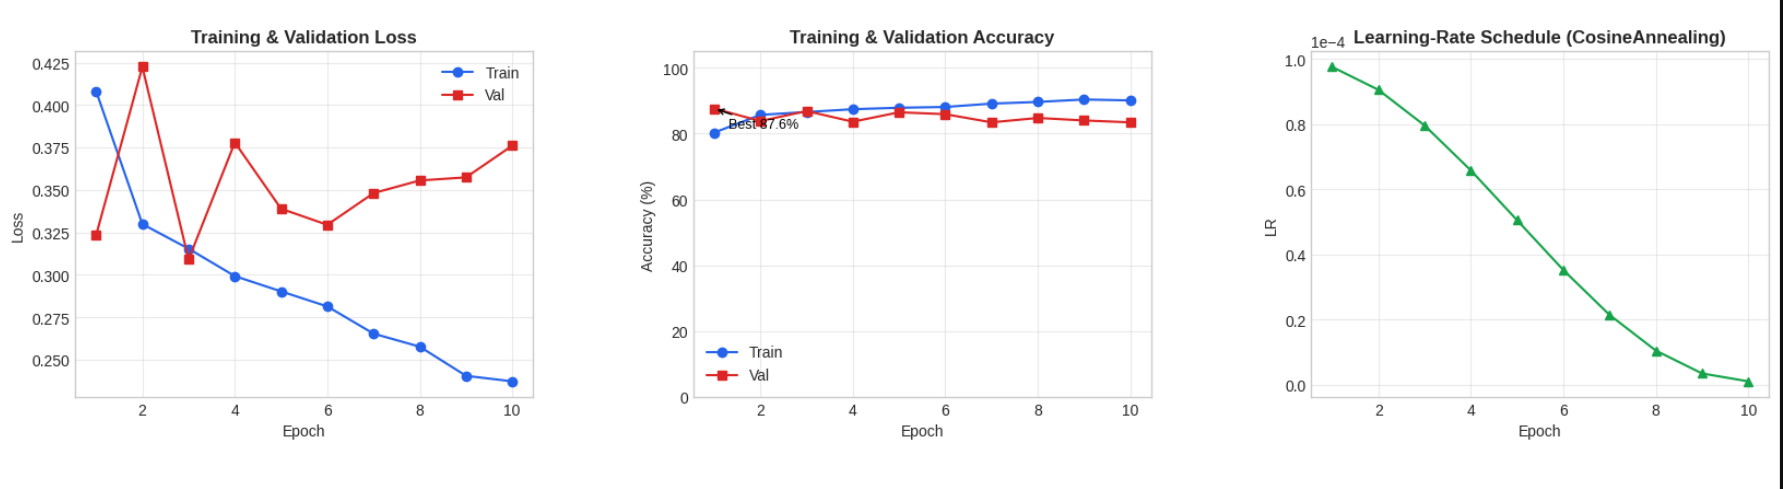 Training & Validation Loss
0.425
0.400
0.375
0.350
0.325
0.300
0.275
0.250
Loss
Train
Val
2 4 6 8 10
Epoch
Training & Validation Accuracy
100
80
60
40
20
0
Accuracy (%)
Best 87.6%
Train
Val
2 4 6 8 10
Epoch
1e−4 Learning-Rate Schedule (CosineAnnealing)
1.0
0.8
0.6
0.4
0.2
0.0
LR
2 4 6 8 10
Epoch